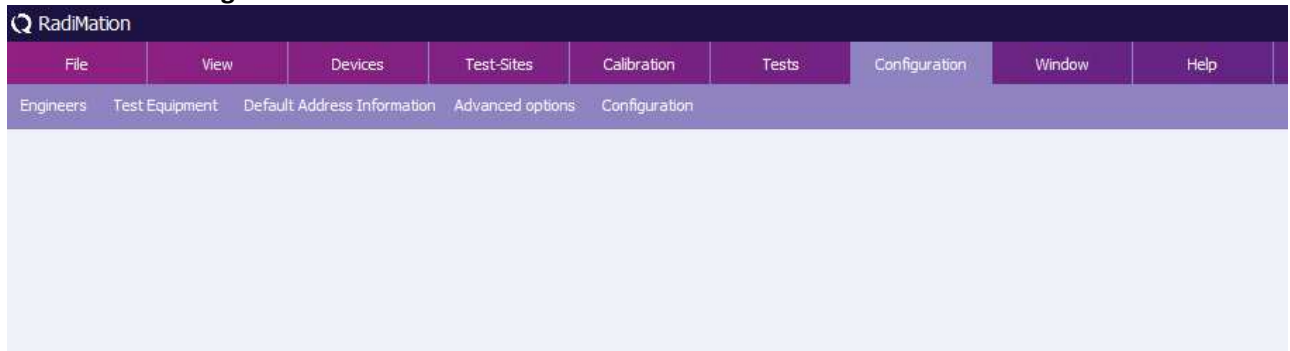 RadiMation
File View Devices Test-Sites Calibration Tests Configuration Window Help
Engineers Test Equipment Default Address Information Advanced options Configuration